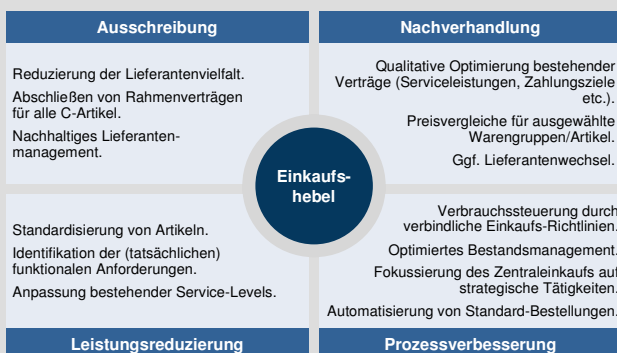 Ausschreibung
Reduzierung der Lieferantenvielfalt.
Abschließen von Rahmenverträgen
für alle C-Artikel.
Nachhaltiges Lieferanten-
management.
Nachverhandlung
Qualitative Optimierung bestehender
Verträge (Serviceleistungen, Zahlungsziele
etc.).
Preisvergleiche für ausgewählte
Warengruppen/Artikel.
Ggf. Lieferantenwechsel.
Einkaufs-
hebel
Standardisierung von Artikeln.
Identifikation der (tatsächlichen)
funktionalen Anforderungen.
Anpassung bestehender Service-Levels.
Leistungsreduzierung
Verbrauchssteuerung durch
verbindliche Einkaufs-Richtlinien.
Optimiertes Bestandsmanagement.
Fokussierung des Zentraleinkaufs auf
strategische Tätigkeiten.
Automatisierung von Standard-Bestellungen.
Prozessverbesserung